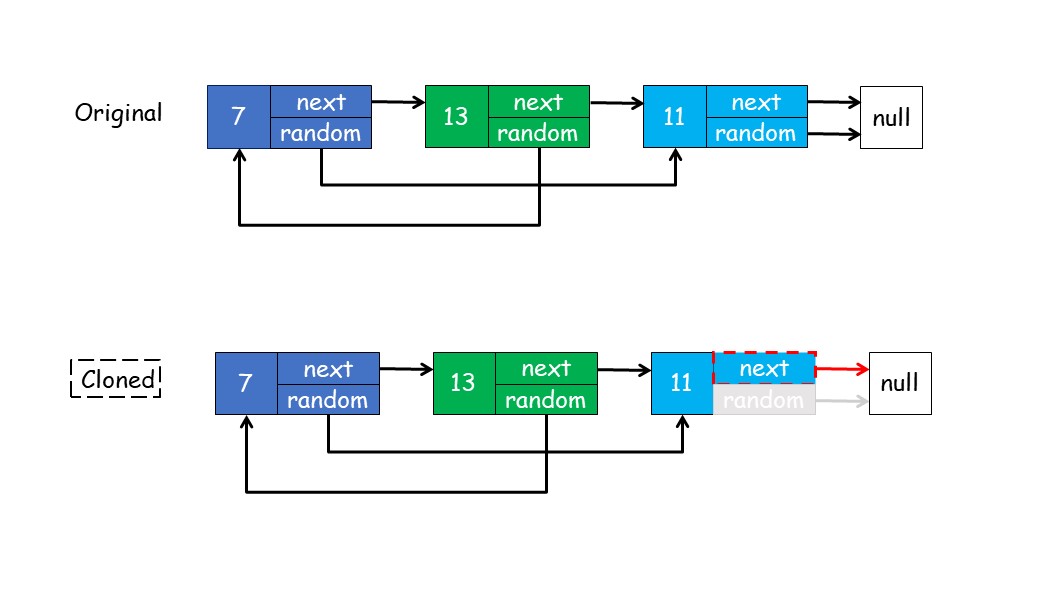 Original
7 next
random
13 next
random
11 next
random
null
Cloned
7 next
random
13 next
random
11 next
random
null